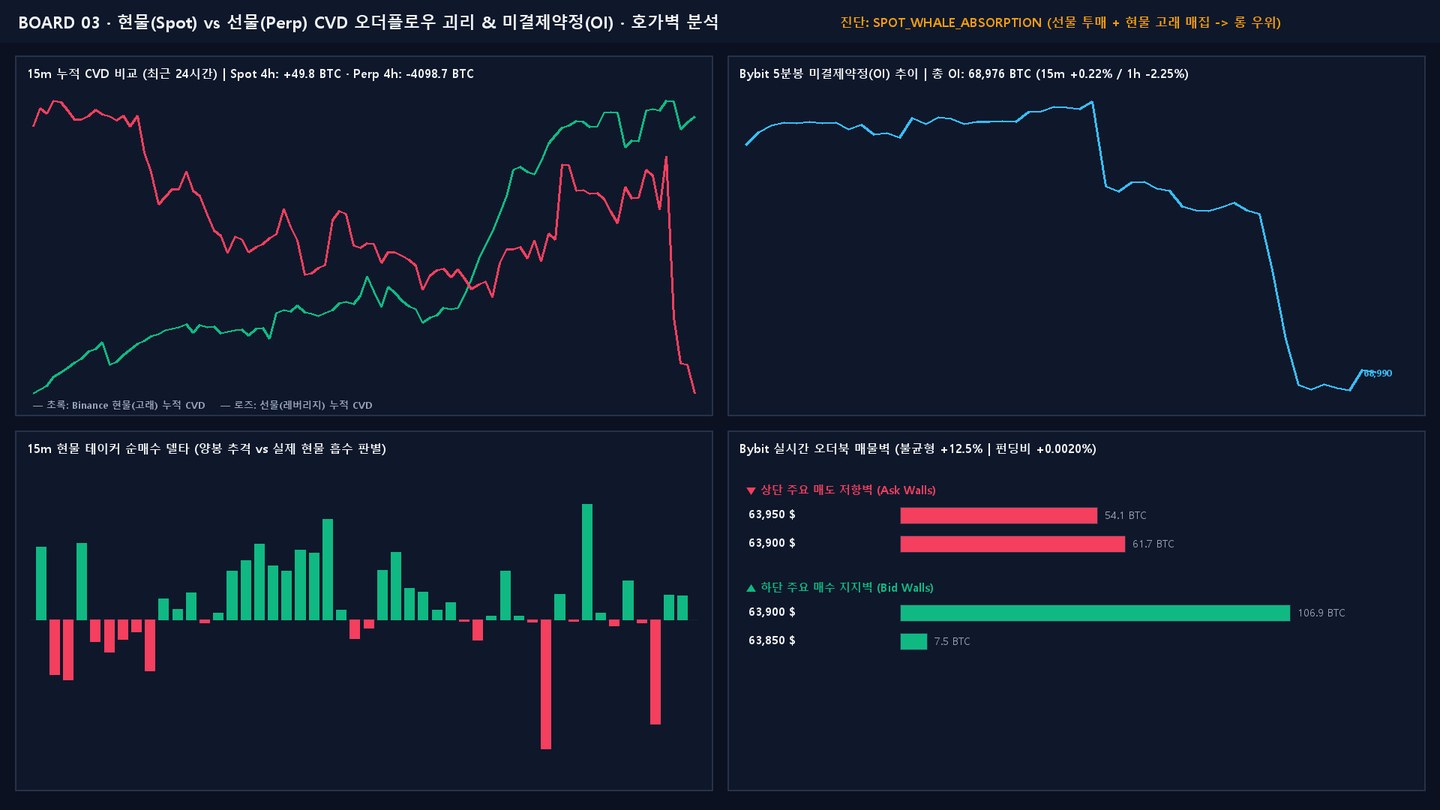 BOARD 03 · 현물(Spot) vs 선물(Perp) CVD 오더플로우 괴리 & 미결제약정(OI) · 호가벽 분석
진단: SPOT_WHALE_ABSORPTION (선물 투매 + 현물 고래 매집 -> 롱 우위)
15m 누적 CVD 비교 (최근 24시간) | Spot 4h: +49.8 BTC · Perp 4h: -4098.7 BTC
— 초록: Binance 현물(고래) 누적 CVD — 로즈: 선물(레버리지) 누적 CVD
Bybit 5분봉 미결제약정(OI) 추이 | 총 OI: 68,976 BTC (15m +0.22% / 1h -2.25%)
68,990
15m 현물 테이커 순매수 델타 (양봉 추격 vs 실제 현물 흡수 판별)
Bybit 실시간 오더북 매물벽 (불균형 +12.5% | 펀딩비 +0.0020%)
▼ 상단 주요 매도 저항벽 (Ask Walls)
63,950 $ 54.1 BTC
63,900 $ 61.7 BTC
▲ 하단 주요 매수 지지벽 (Bid Walls)
63,900 $ 106.9 BTC
63,850 $ 7.5 BTC